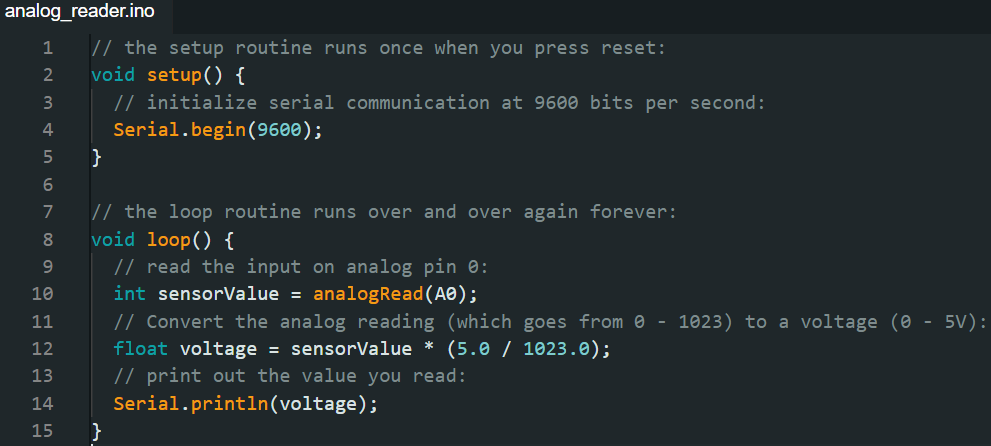 analog_reader.ino
1 // the setup routine runs once when you press reset:
2 void setup() {
3 // initialize serial communication at 9600 bits per second:
4 Serial.begin(9600);
5 }
6
7 // the loop routine runs over and over again forever:
8 void loop() {
9 // read the input on analog pin 0:
10 int sensorValue = analogRead(A0);
11 // Convert the analog reading (which goes from 0 - 1023) to a voltage (0 - 5V):
12 float voltage = sensorValue * (5.0 / 1023.0);
13 // print out the value you read:
14 Serial.println(voltage);
15 }